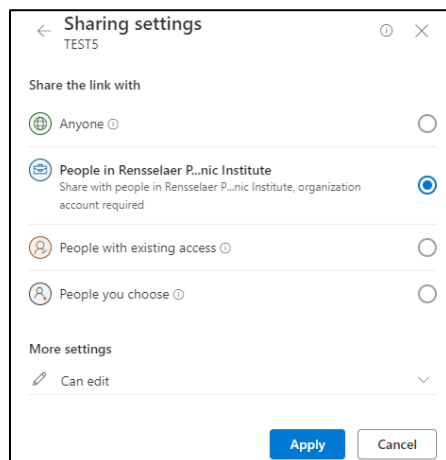 Sharing settings
TEST5
Share the link with
Anyone
People in Rensselaer P...nic Institute
Share with people in Rensselaer P...nic Institute, organization
account required
People with existing access
People you choose
More settings
Can edit
Apply
Cancel